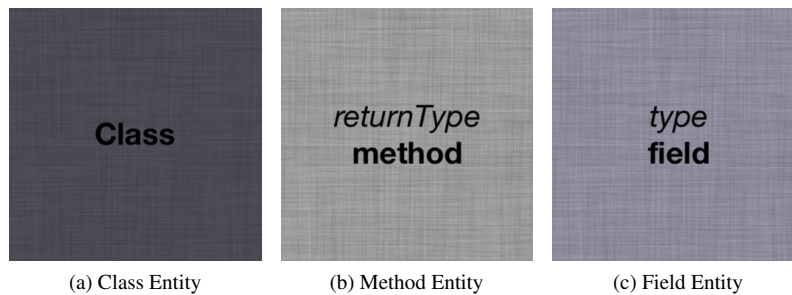 Class
returnType
method
type
field
(a) Class Entity
(b) Method Entity
(c) Field Entity